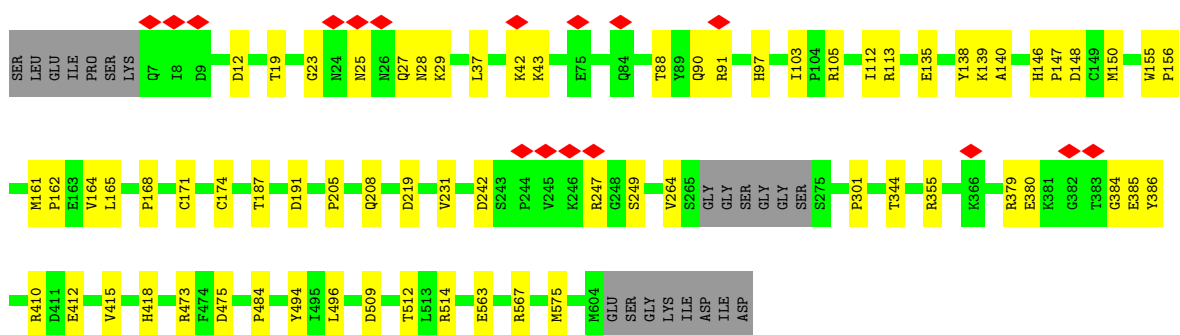 SER LEU GLU ILE PRO SER LYS Q7 I8 D9 D12 T19 G23 N24 N25 N26 Q27 N28 K29 L37 K42 K43 E75 Q84 T88 Y89 Q90 R91 H97 I103 P104 R105 I112 R113 E135 Y138 K139 A140 H146 P147 D148 C149 M150 W155 P156
M161 P162 E163 V164 L165 P168 C171 C174 T187 D191 P205 Q208 D219 V231 D242 S243 P244 V245 K246 R247 G248 S249 V264 S265 GLY GLY SER GLY GLY SER S275 P301 T344 R355 K366 R379 E380 K381 G382 T383 G384 E385 Y386
R410 D411 E412 V415 H418 R473 F474 D475 P484 Y494 I495 L496 D509 T512 L513 R514 E563 R567 M575 M604 GLU SER GLY LYS ILE ASP ILE ASP